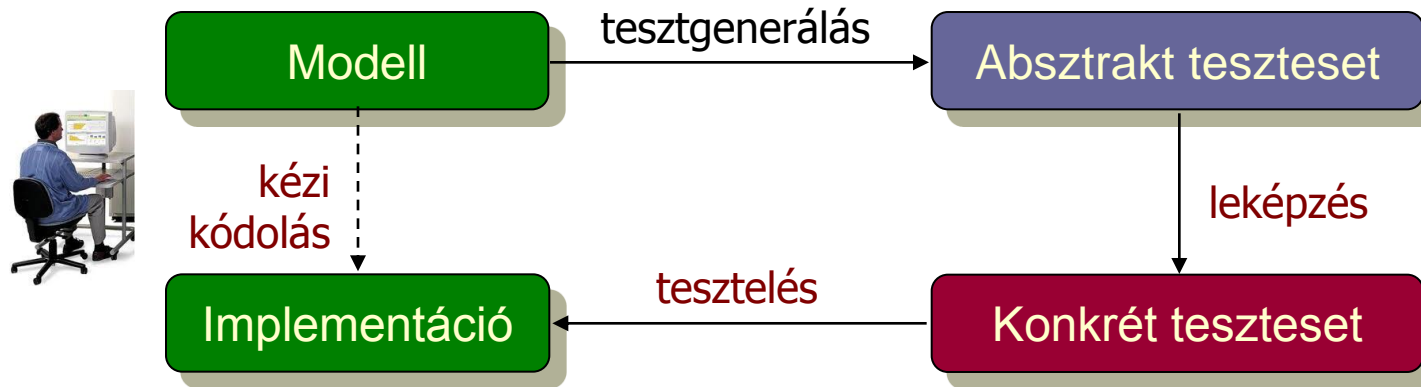 Modell
tesztgenerálás
Absztrakt teszteset
kézi
kódolás
leképzés
Implementáció
tesztelés
Konkrét teszteset